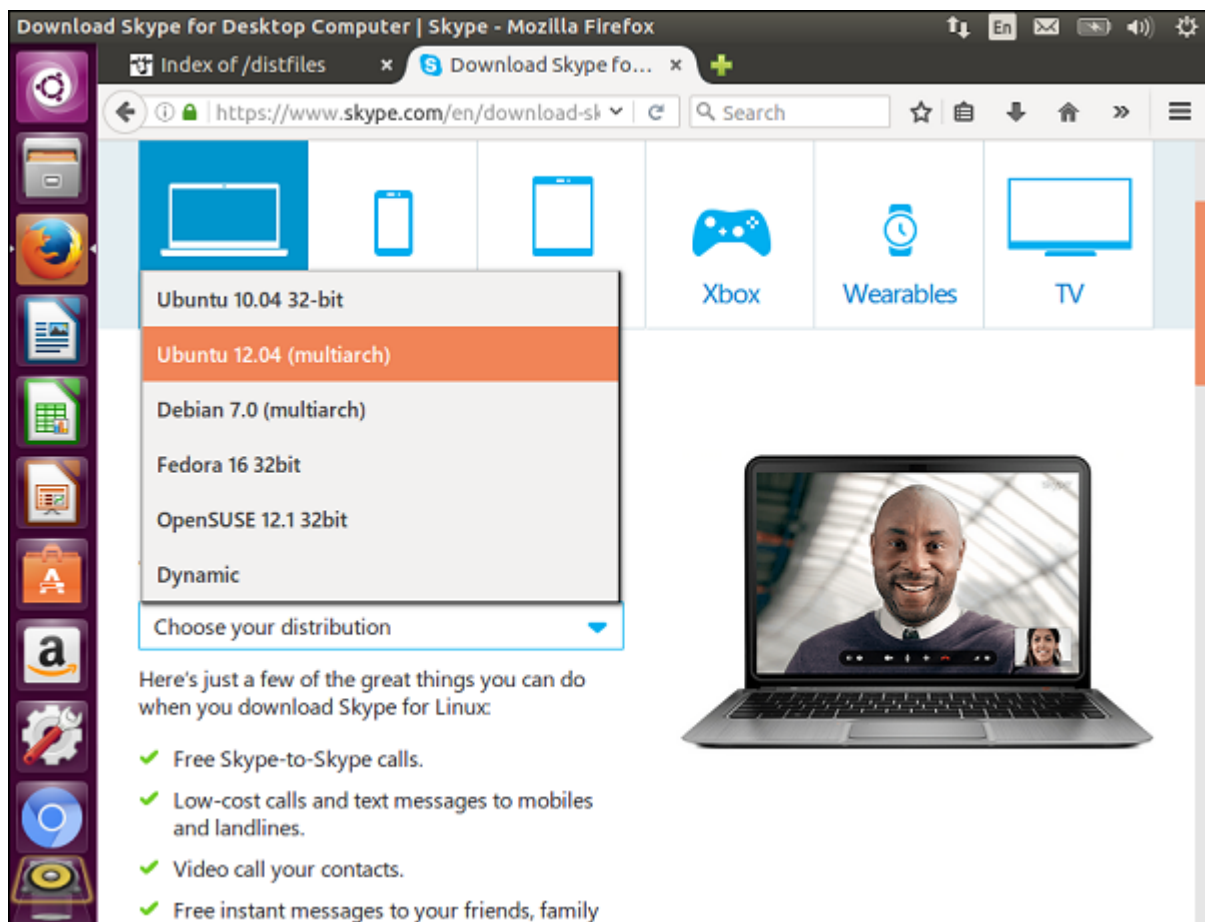 Download Skype for Desktop Computer | Skype - Mozilla Firefox
En
Index of /distfiles
Download Skype fo...
https://www.skype.com/en/download-sk
Search
Ubuntu 10.04 32-bit
Ubuntu 12.04 (multiarch)
Debian 7.0 (multiarch)
Fedora 16 32bit
OpenSUSE 12.1 32bit
Dynamic
Xbox
Wearables
TV
Choose your distribution
Here's just a few of the great things you can do
when you download Skype for Linux:
Free Skype-to-Skype calls.
Low-cost calls and text messages to mobiles
and landlines.
Video call your contacts.
Free instant messages to your friends, family